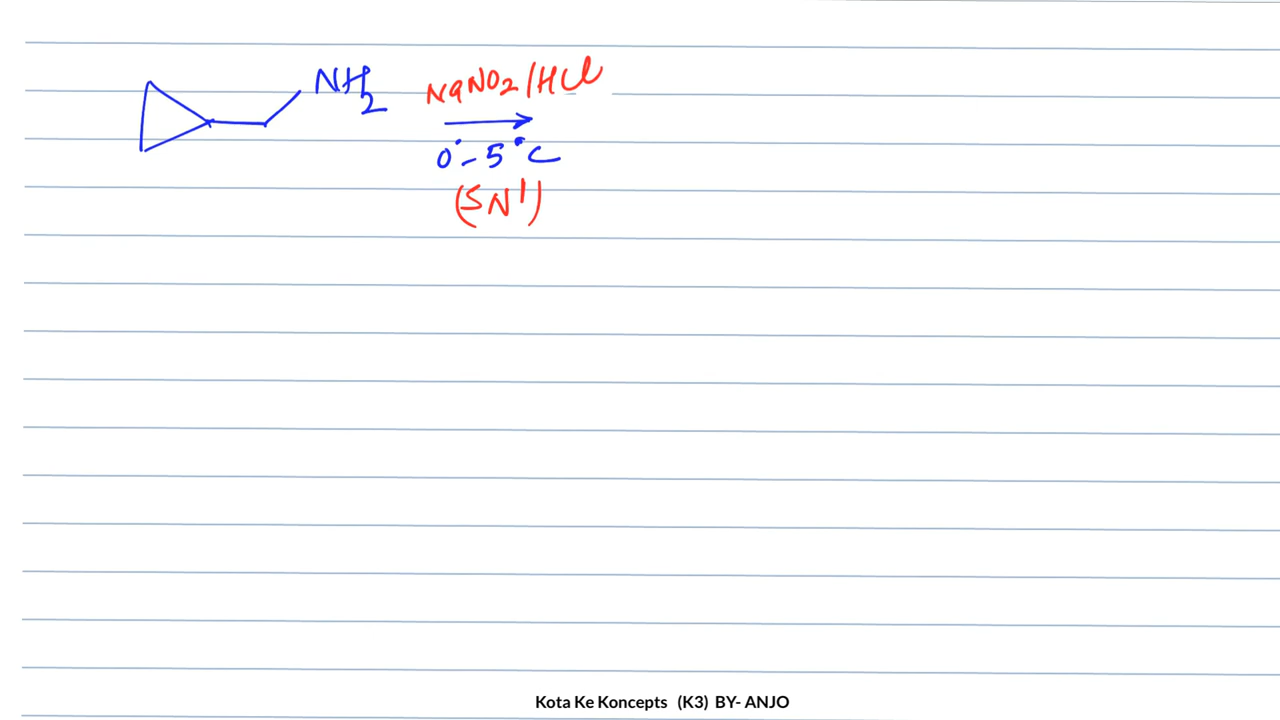 NH2
NaNO2/HCl
0°-5°C
(SN1)
Kota Ke Koncepts (K3) BY- ANJO